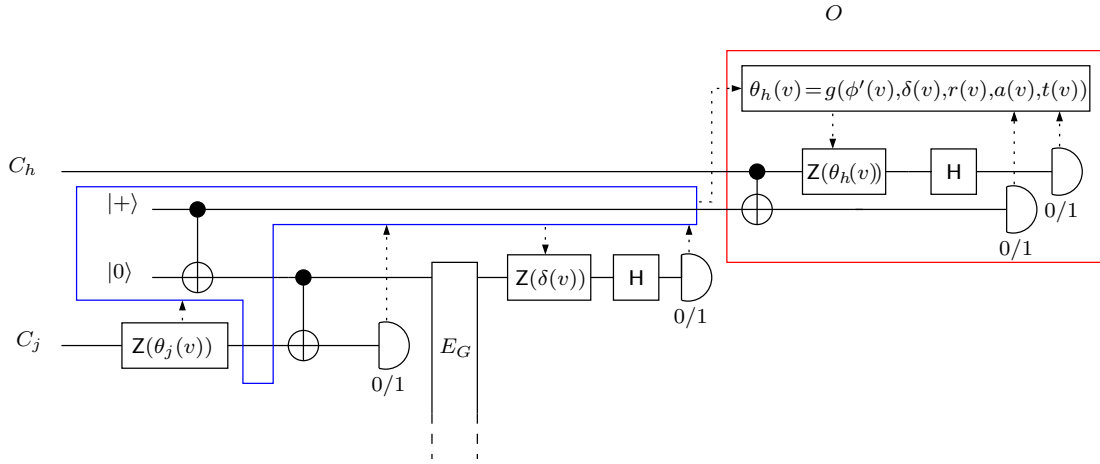 O
θ_h(v)=g(ϕ′(v),δ(v),r(v),a(v),t(v))
C_h
Z(θ_h(v))
H
|+⟩
0/1
0/1
|0⟩
Z(δ(v))
H
0/1
C_j
Z(θ_j(v))
E_G
0/1